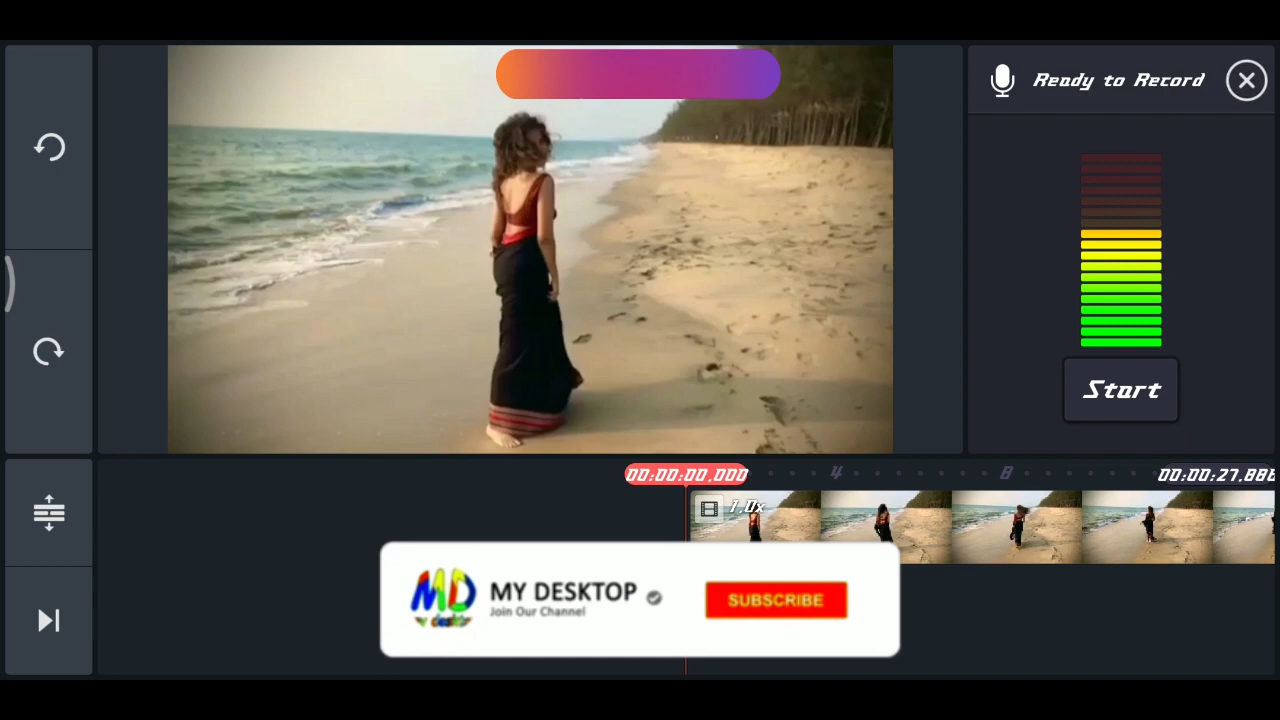 Ready to Record
Start
00:00:00.000
4
8
00:00:27.888
1.0x
MD
MY DESKTOP
Join Our Channel
SUBSCRIBE